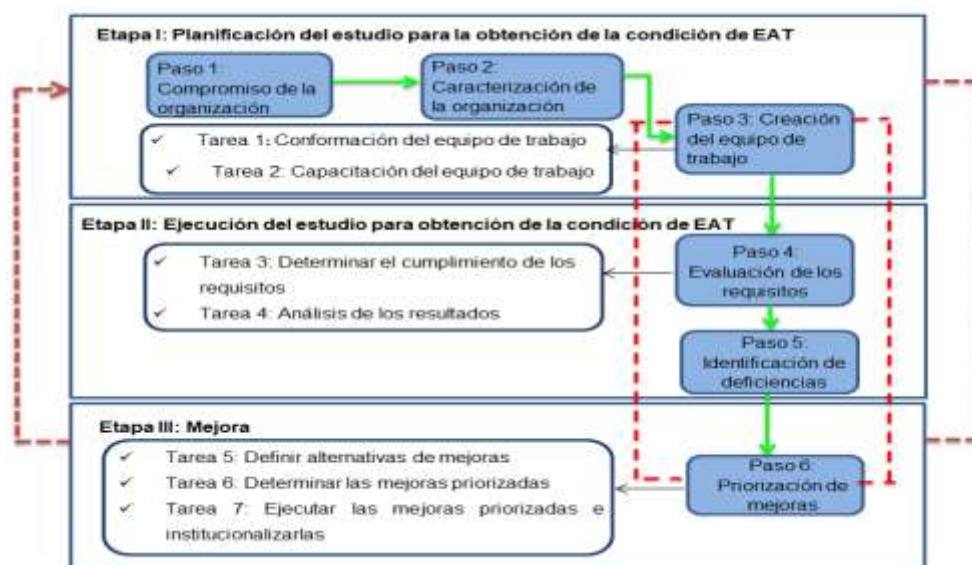 Etapa I: Planificación del estudio para la obtención de la condición de EAT
Paso 1:
Compromiso de la
organización
Paso 2:
Caracterización de
la organización
Paso 3: Creación
del equipo de
trabajo
✓ Tarea 1: Conformación del equipo de trabajo
✓ Tarea 2: Capacitación del equipo de trabajo
Etapa II: Ejecución del estudio para obtención de la condición de EAT
Paso 4:
Evaluación de los
requisitos
✓ Tarea 3: Determinar el cumplimiento de los
requisitos
✓ Tarea 4: Análisis de los resultados
Paso 5:
Identificación de
deficiencias
Etapa III: Mejora
Paso 6:
Priorización de
mejoras
✓ Tarea 5: Definir alternativas de mejoras
✓ Tarea 6: Determinar las mejoras priorizadas
✓ Tarea 7: Ejecutar las mejoras priorizadas e
institucionalizarlas